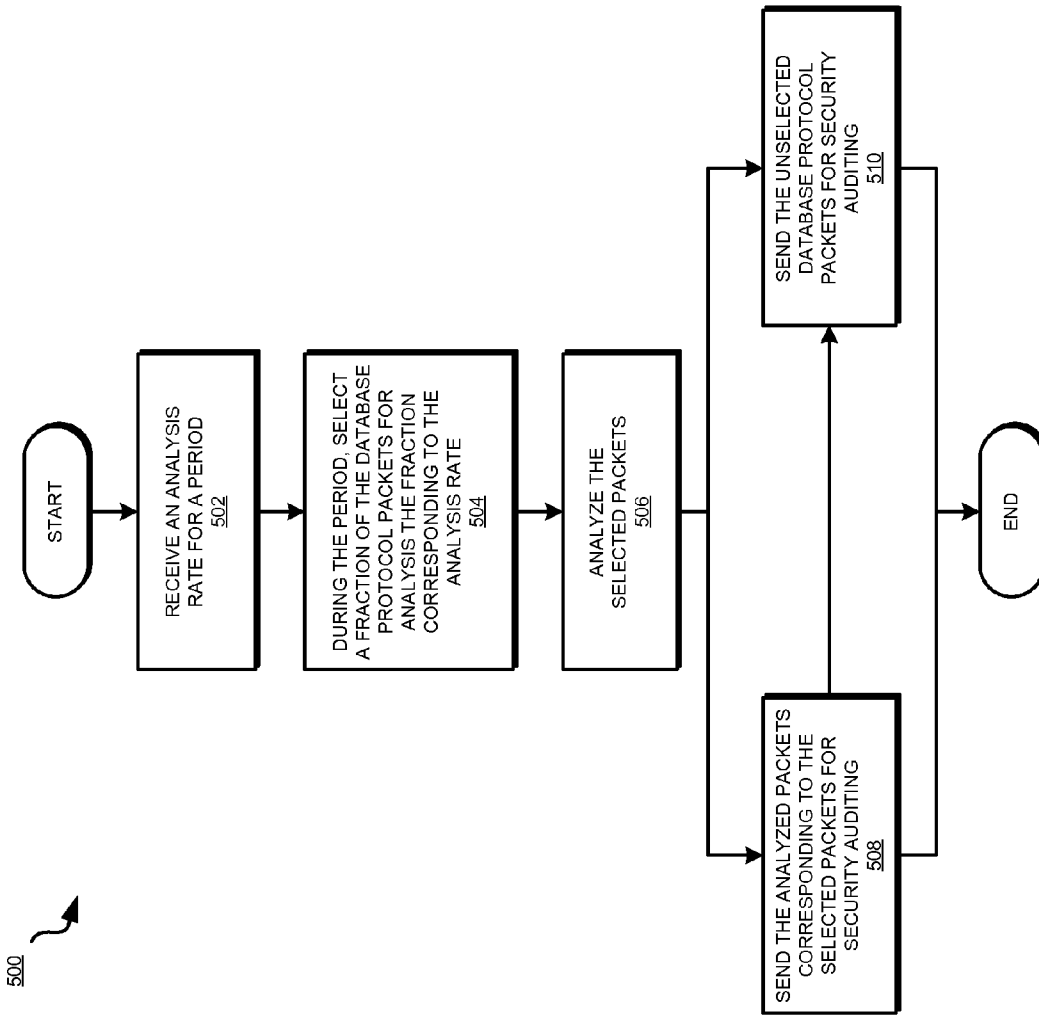 500
START
RECEIVE AN ANALYSIS
RATE FOR A PERIOD
502
DURING THE PERIOD, SELECT
A FRACTION OF THE DATABASE
PROTOCOL PACKETS FOR
ANALYSIS THE FRACTION
CORRESPONDING TO THE
ANALYSIS RATE
504
ANALYZE THE
SELECTED PACKETS
506
SEND THE ANALYZED PACKETS
CORRESPONDING TO THE
SELECTED PACKETS FOR
SECURITY AUDITING
508
SEND THE UNSELECTED
DATABASE PROTOCOL
PACKETS FOR SECURITY
AUDITING
510
END